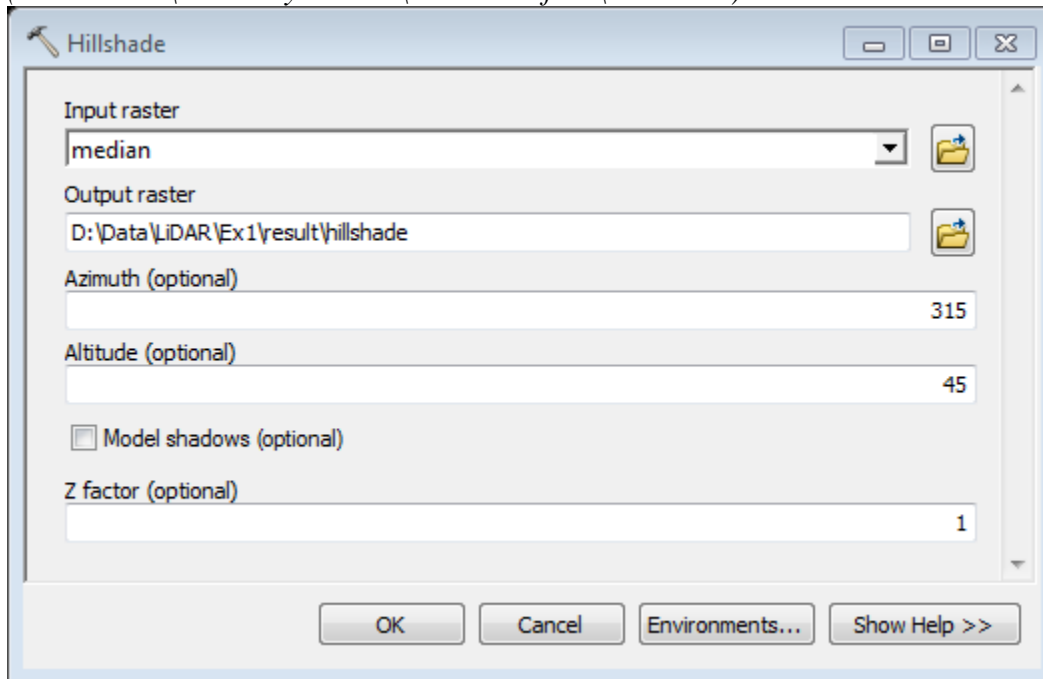 Hillshade
Input raster
median
Output raster
D:\Data\LiDAR\Ex1\result\hillshade
Azimuth (optional)
315
Altitude (optional)
45
Model shadows (optional)
Z factor (optional)
1
OK Cancel Environments... Show Help >>